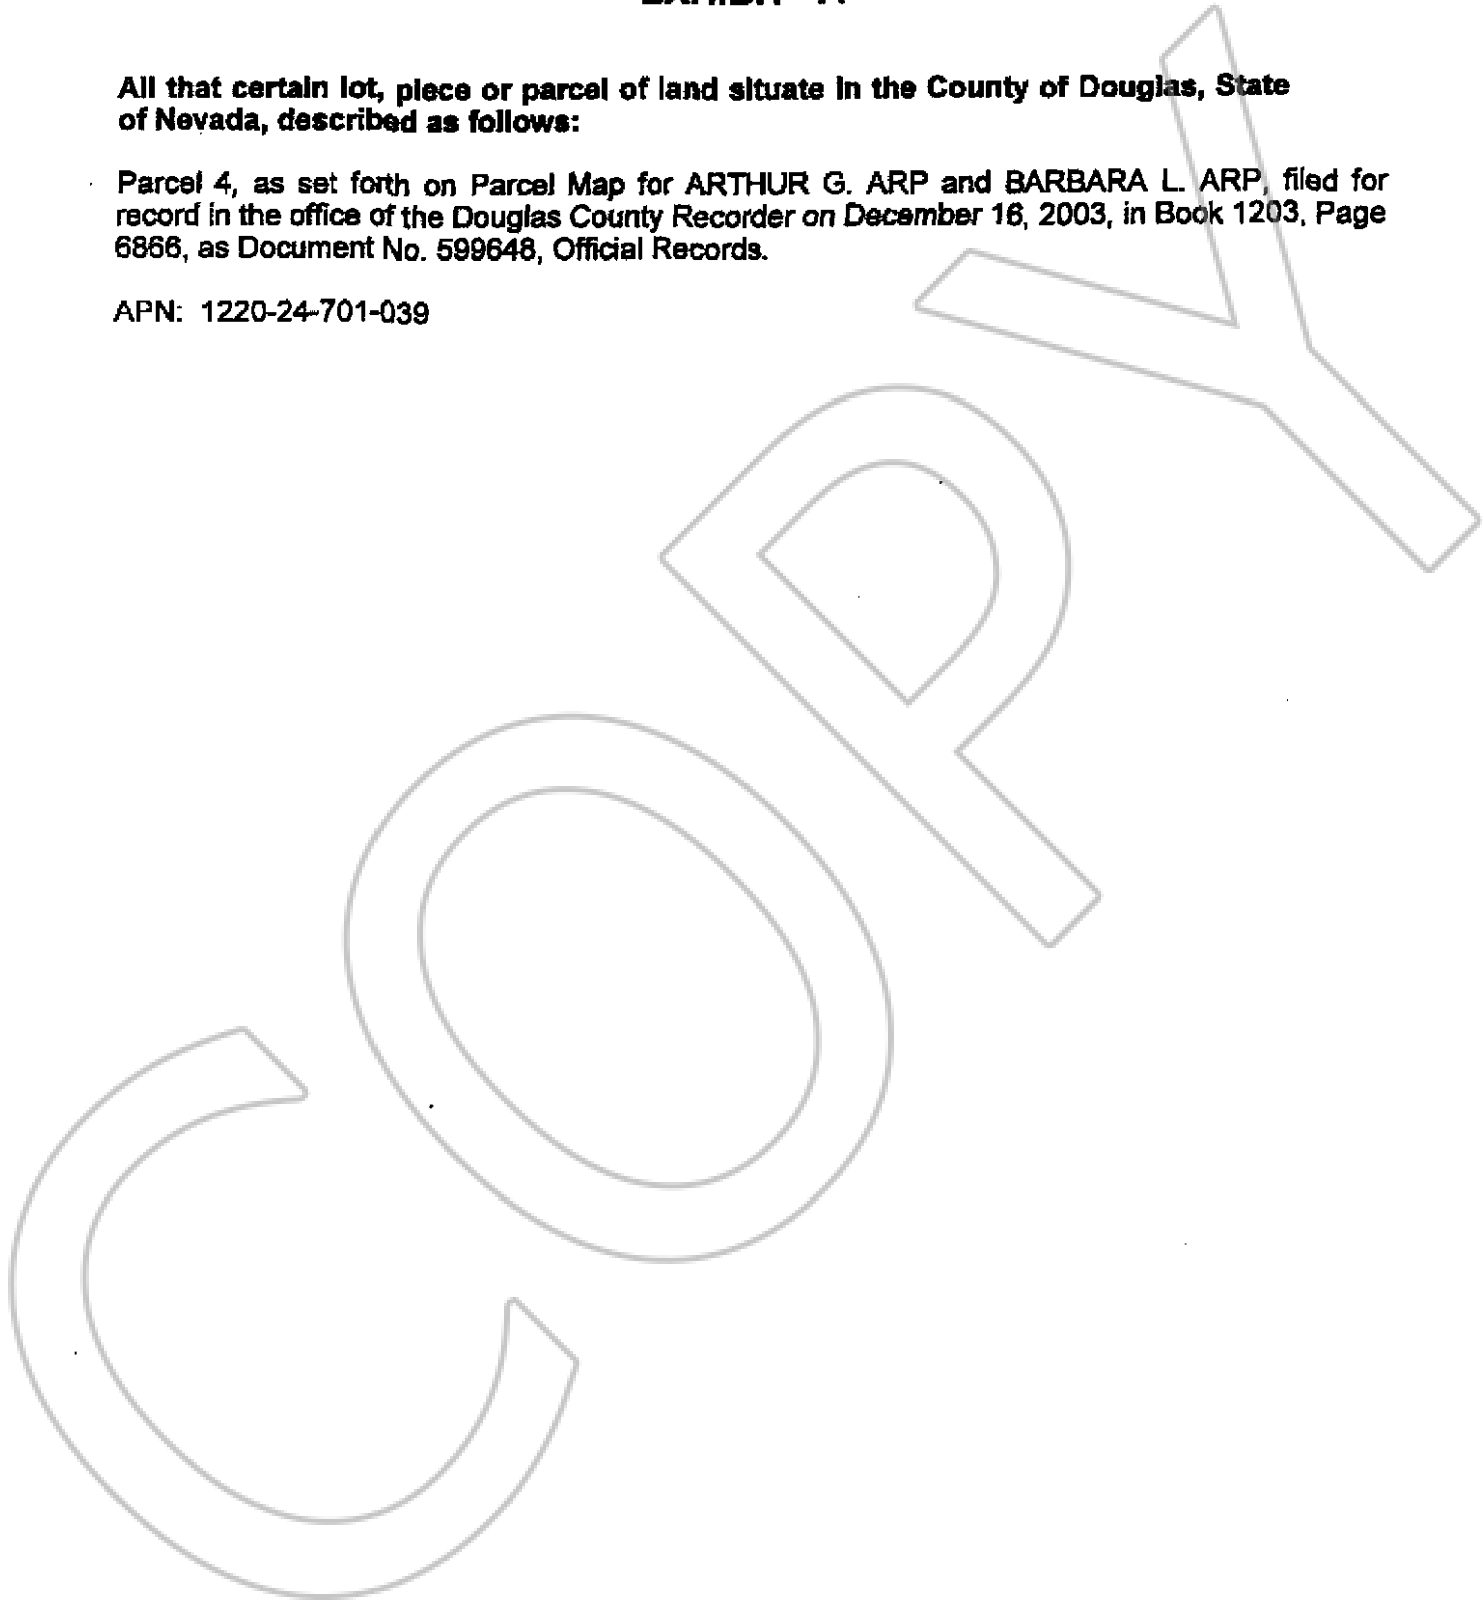 All that certain lot, piece or parcel of land situate in the County of Douglas, State
of Nevada, described as follows:
Parcel 4, as set forth on Parcel Map for ARTHUR G. ARP and BARBARA L. ARP, filed for
record in the office of the Douglas County Recorder on December 16, 2003, in Book 1203, Page
6866, as Document No. 599648, Official Records.
APN: 1220-24-701-039
COPY